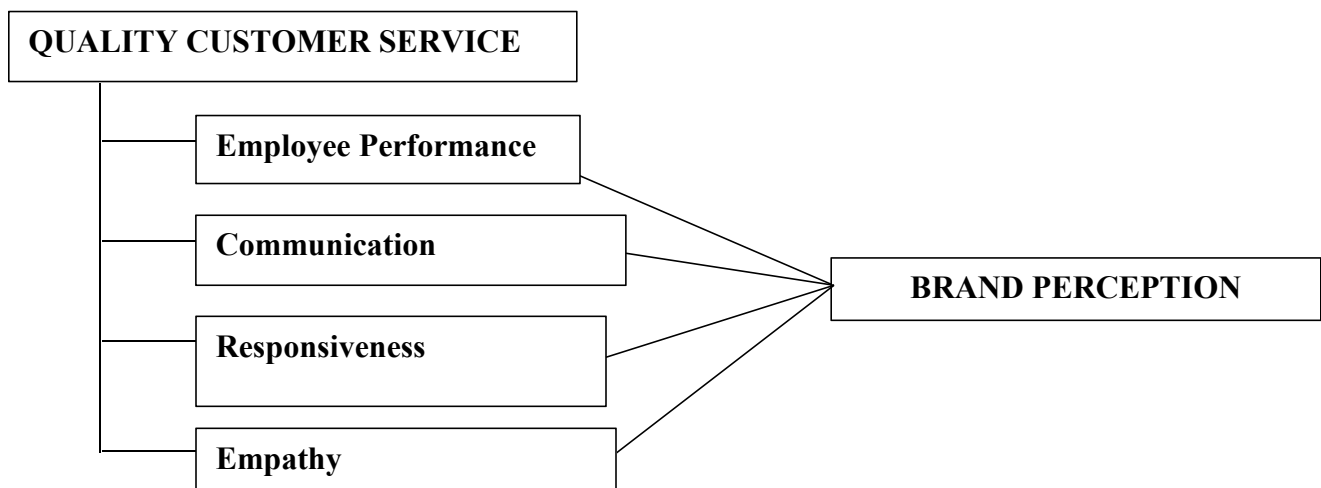 QUALITY CUSTOMER SERVICE
Employee Performance
Communication
BRAND PERCEPTION
Responsiveness
Empathy